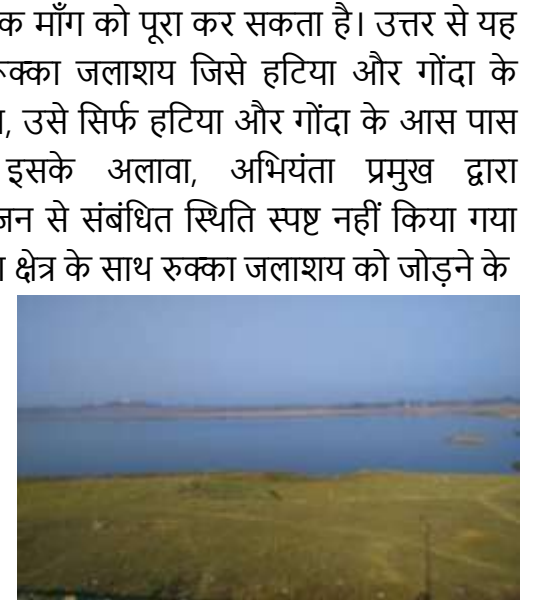 माँग को पूरा कर सकता है। उत्तर से यह
जलाशय जिसे हटिया और गोंदा के
उसे सिर्फ हटिया और गोंदा के आस पास
इसके अलावा, अभियंता प्रमुख द्वारा
से संबंधित स्थिति स्पष्ट नहीं किया गया
क्षेत्र के साथ रुक्का जलाशय को जोड़ने के